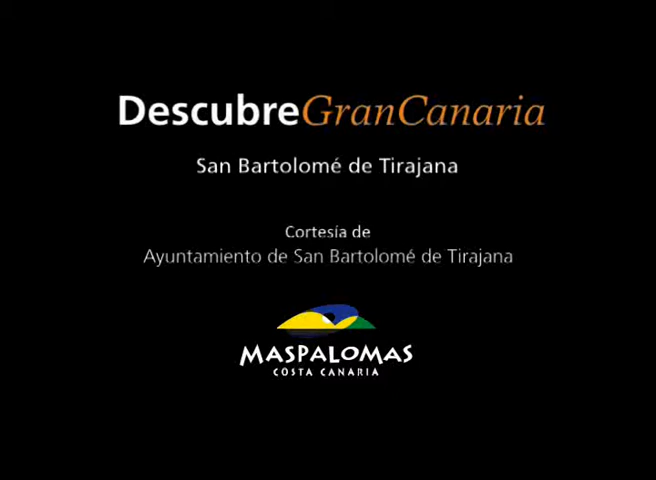 DescubreGranCanaria
San Bartolomé de Tirajana
Cortesía de
Ayuntamiento de San Bartolomé de Tirajana
MASPALOMAS
COSTA CANARIA